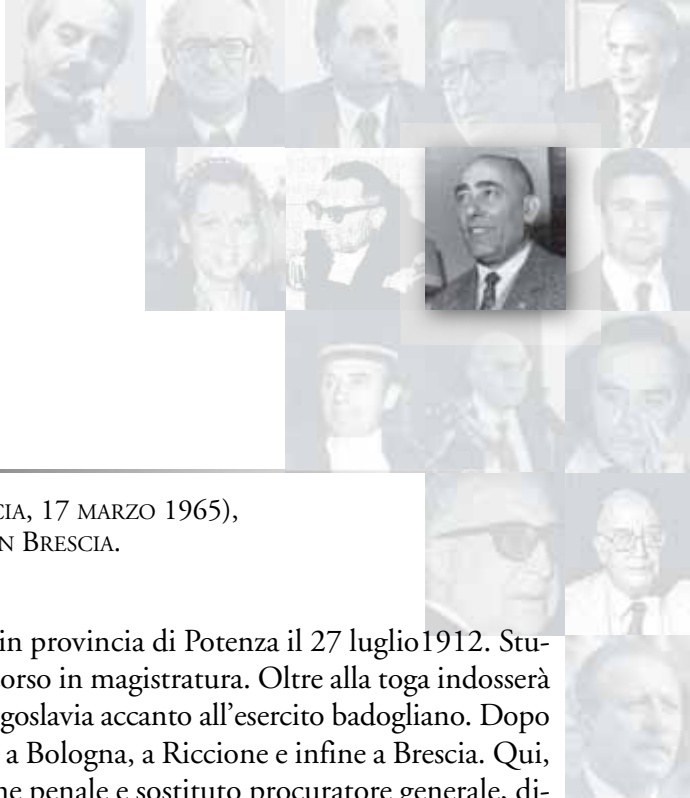 CIA, 17 MARZO 1965),
N BRESCIA.
in provincia di Potenza il 27 luglio1912. Stu-
orso in magistratura. Oltre alla toga indosserà
goslavia accanto all'esercito badogliano. Dopo
a Bologna, a Riccione e infine a Brescia. Qui,
ne penale e sostituto procuratore generale, di-